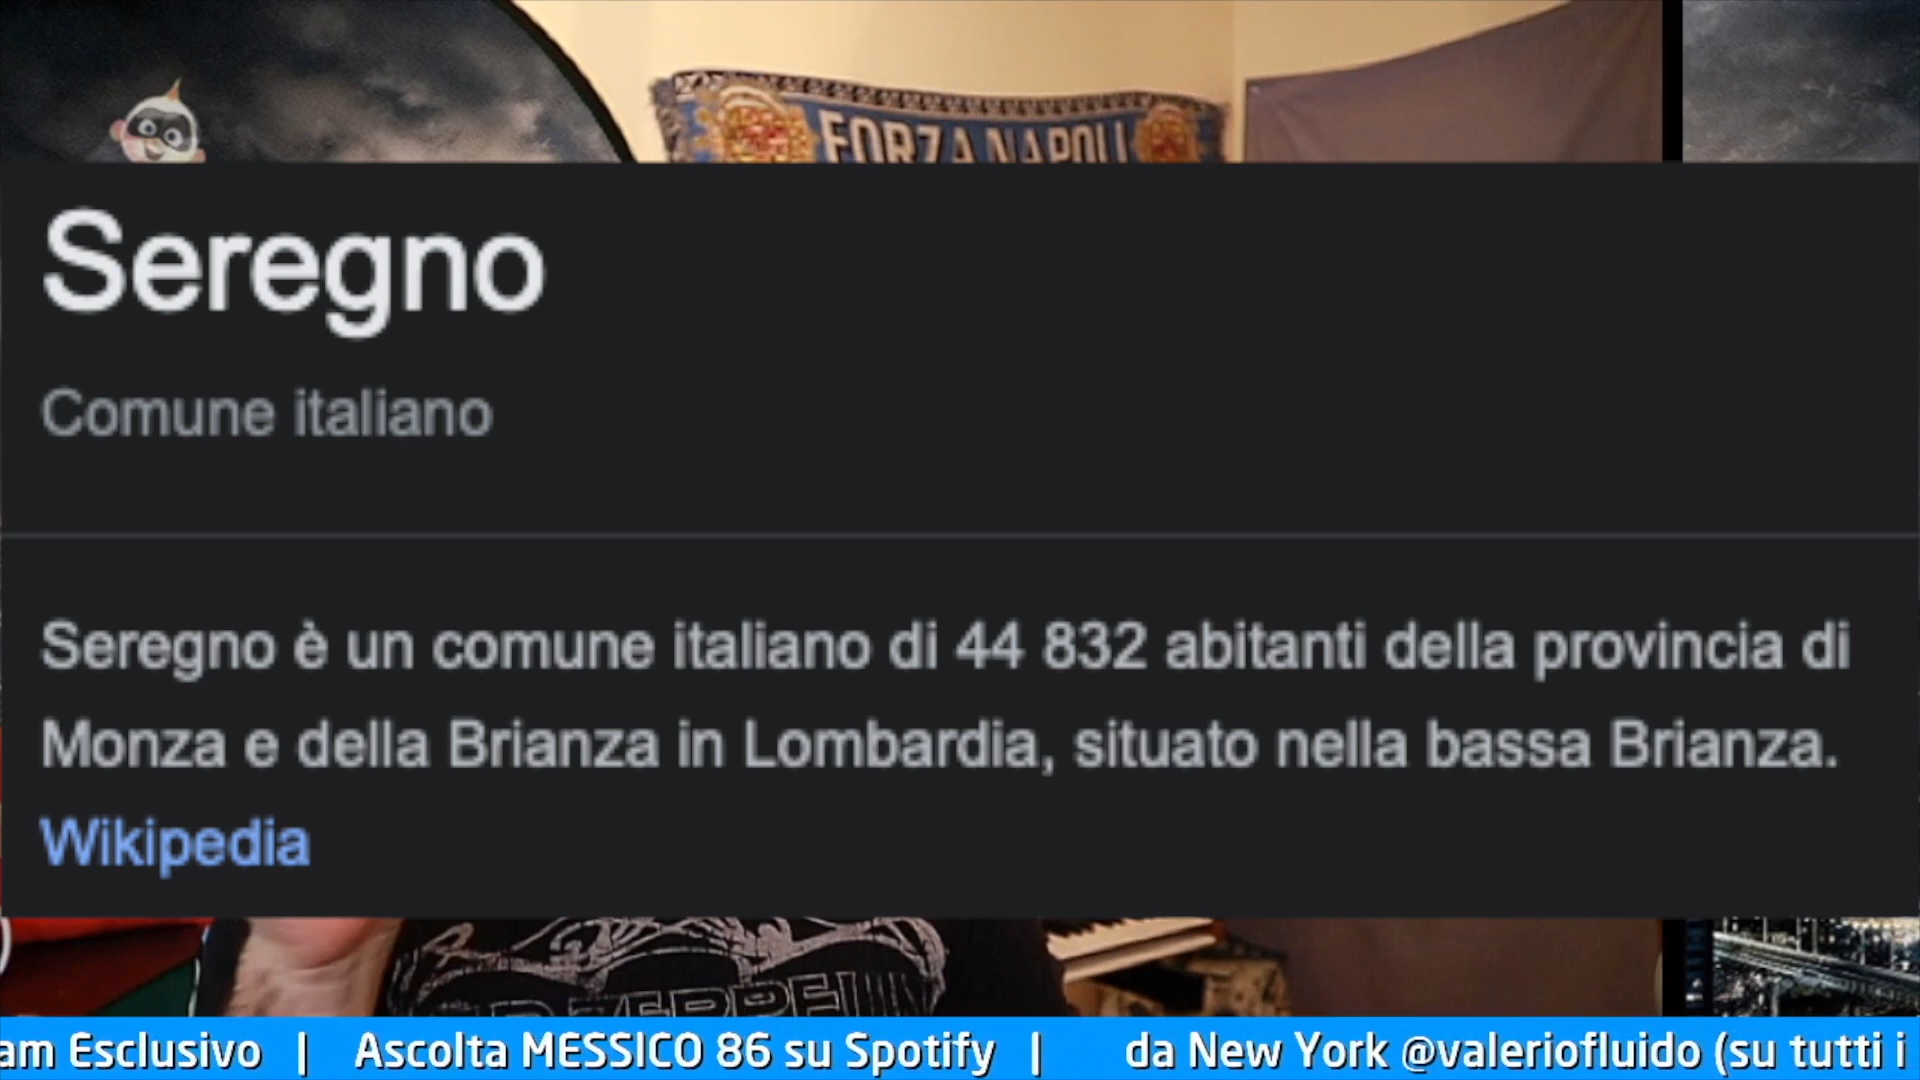 FORZA NAPOLI
Seregno
Comune italiano
Seregno è un comune italiano di 44 832 abitanti della provincia di
Monza e della Brianza in Lombardia, situato nella bassa Brianza.
Wikipedia
ZEPPELIN
am Esclusivo | Ascolta MESSICO 86 su Spotify | da New York @valeriofluido (su tutti i